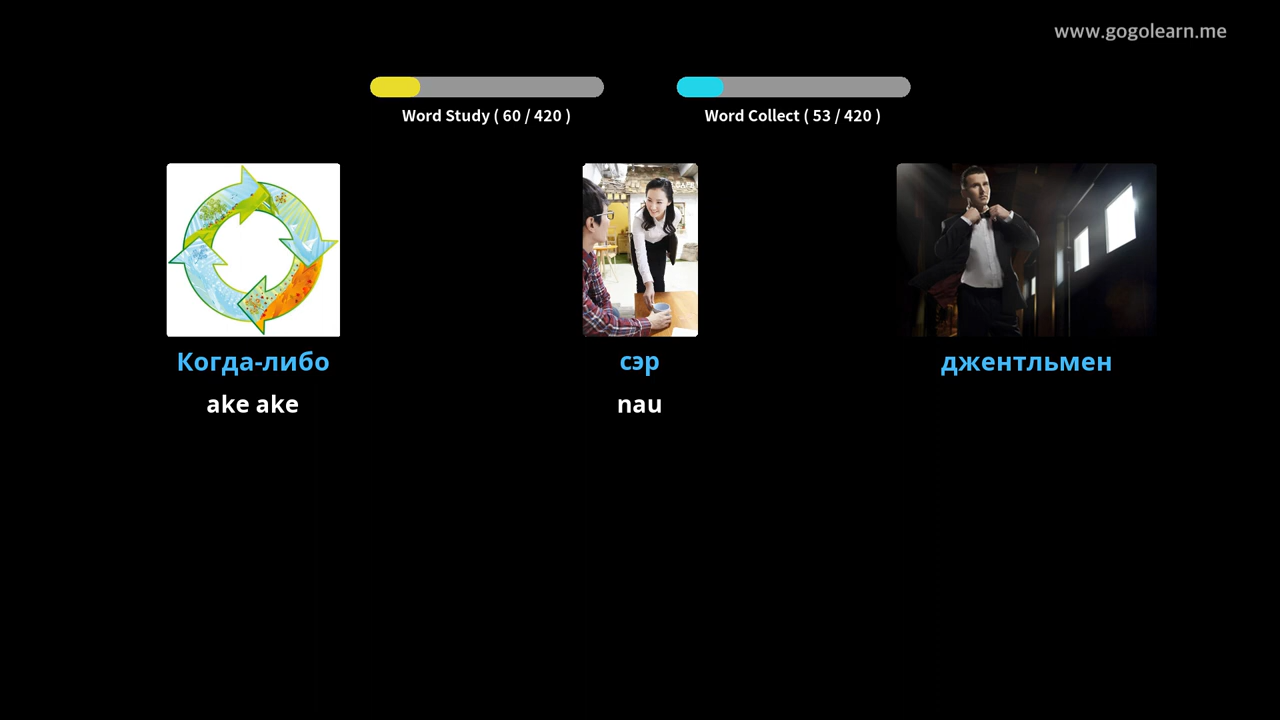 www.gogolearn.me
Word Study ( 60 / 420 )
Word Collect ( 53 / 420 )
Когда-либо
сэр
джентльмен
ake ake
nau